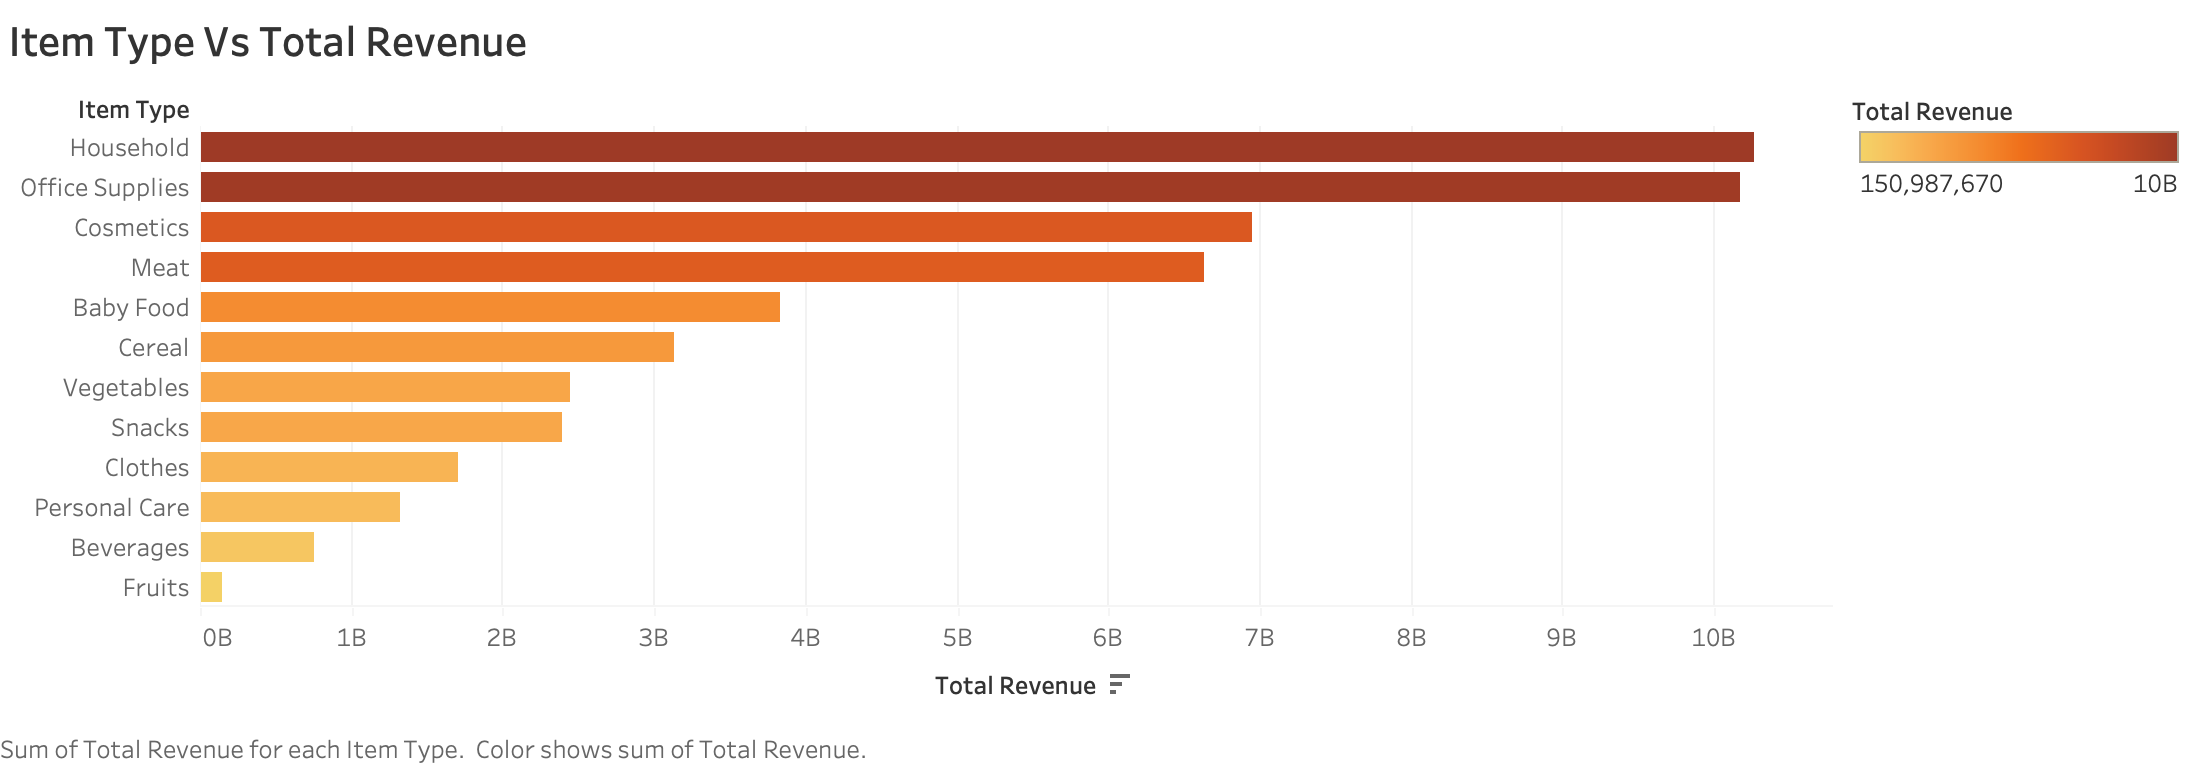 Item Type Vs Total Revenue
Item Type
Total Revenue
150,987,670 10B
Household
Office Supplies
Cosmetics
Meat
Baby Food
Cereal
Vegetables
Snacks
Clothes
Personal Care
Beverages
Fruits
0B 1B 2B 3B 4B 5B 6B 7B 8B 9B 10B
Total Revenue
Sum of Total Revenue for each Item Type.  Color shows sum of Total Revenue.